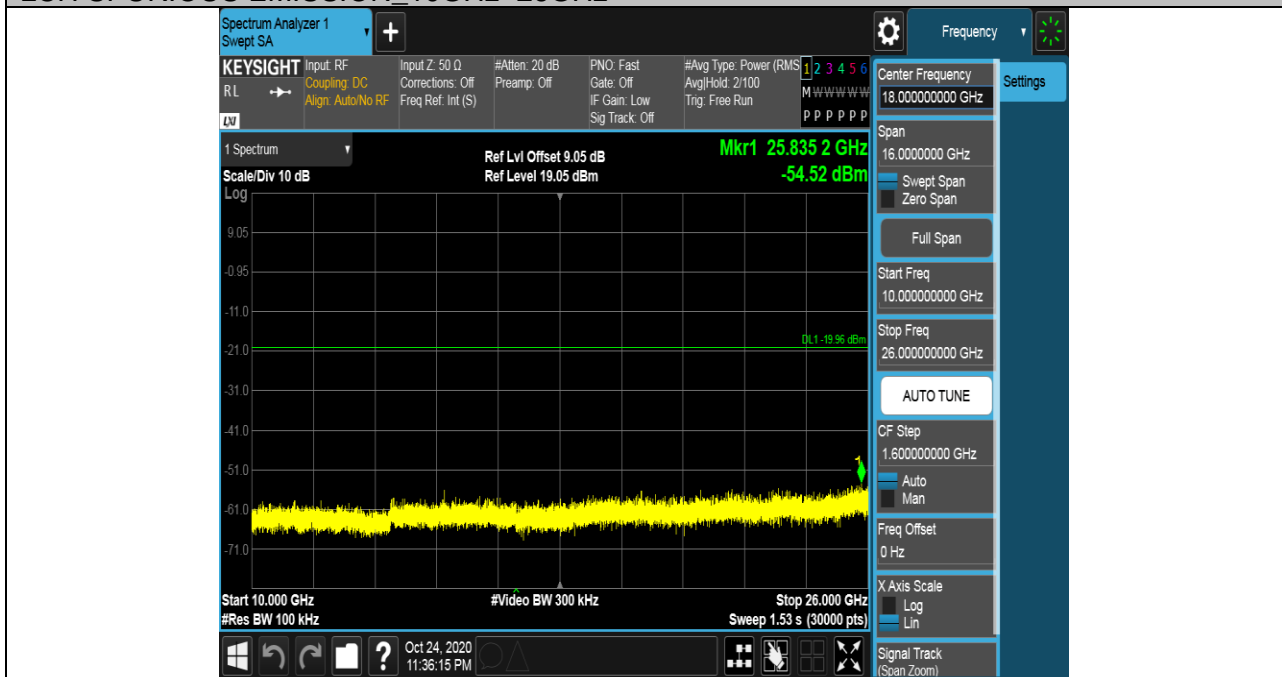 Spectrum Analyzer 1
Swept SA
Frequency
KEYSIGHT
RL
LXI
Input: RF
Coupling: DC
Align: Auto/No RF
Input Z: 50 Ω
Corrections: Off
Freq Ref: Int (S)
#Atten: 20 dB
Preamp: Off
PNO: Fast
Gate: Off
IF Gain: Low
Sig Track: Off
#Avg Type: Power (RMS
Avg|Hold: 2/100
Trig: Free Run
1 2 3 4 5 6
M W W W W W
P P P P P P
Center Frequency
18.000000000 GHz
Settings
Span
16.0000000 GHz
Swept Span
Zero Span
Full Span
Start Freq
10.000000000 GHz
Stop Freq
26.000000000 GHz
AUTO TUNE
CF Step
1.600000000 GHz
Auto
Man
Freq Offset
0 Hz
X Axis Scale
Log
Lin
Signal Track
(Span Zoom)
1 Spectrum
Scale/Div 10 dB
Ref Lvl Offset 9.05 dB
Ref Level 19.05 dBm
Mkr1 25.835 2 GHz
-54.52 dBm
Log
9.05
-0.95
-11.0
-21.0
-31.0
-41.0
-51.0
-61.0
-71.0
DL1 -19.96 dBm
1
Start 10.000 GHz
#Video BW 300 kHz
Stop 26.000 GHz
#Res BW 100 kHz
Sweep 1.53 s (30000 pts)
?
Oct 24, 2020
11:36:15 PM